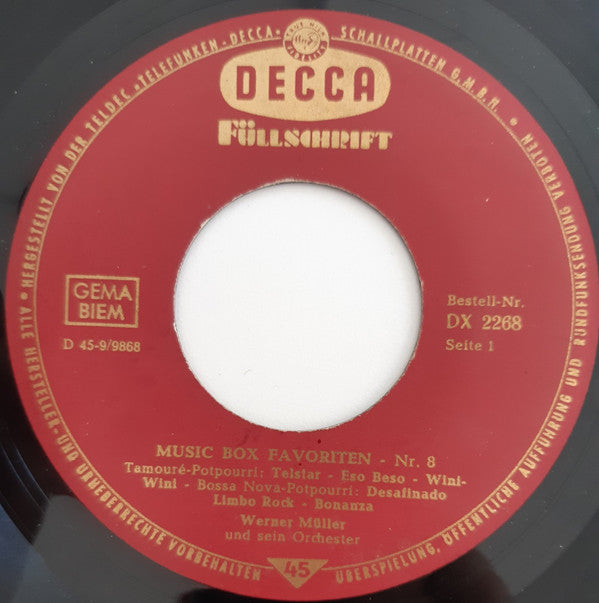 • HERGESTELLT VON DER TELDEC • TELEFUNKEN-DECCA • SCHALLPLATTEN G.M.B.H. •
DECCA
FÜLLSCHRIFT
GEMA
BIEM
D 45-9/9868
Bestell-Nr.
DX 2268
Seite 1
MUSIC BOX FAVORITEN - Nr. 8
Tamouré-Potpourri: Telstar - Eso Beso - Wini-
Wini - Bossa Nova-Potpourri: Desafinado
Limbo Rock - Bonanza
Werner Müller
und sein Orchester
• ALLE HERSTELLER- UND URHEBERRECHTE VORBEHALTEN
45
ÜBERSPIELUNG, ÖFFENTLICHE AUFFÜHRUNG UND RUNDFUNKSENDUNG VERBOTEN